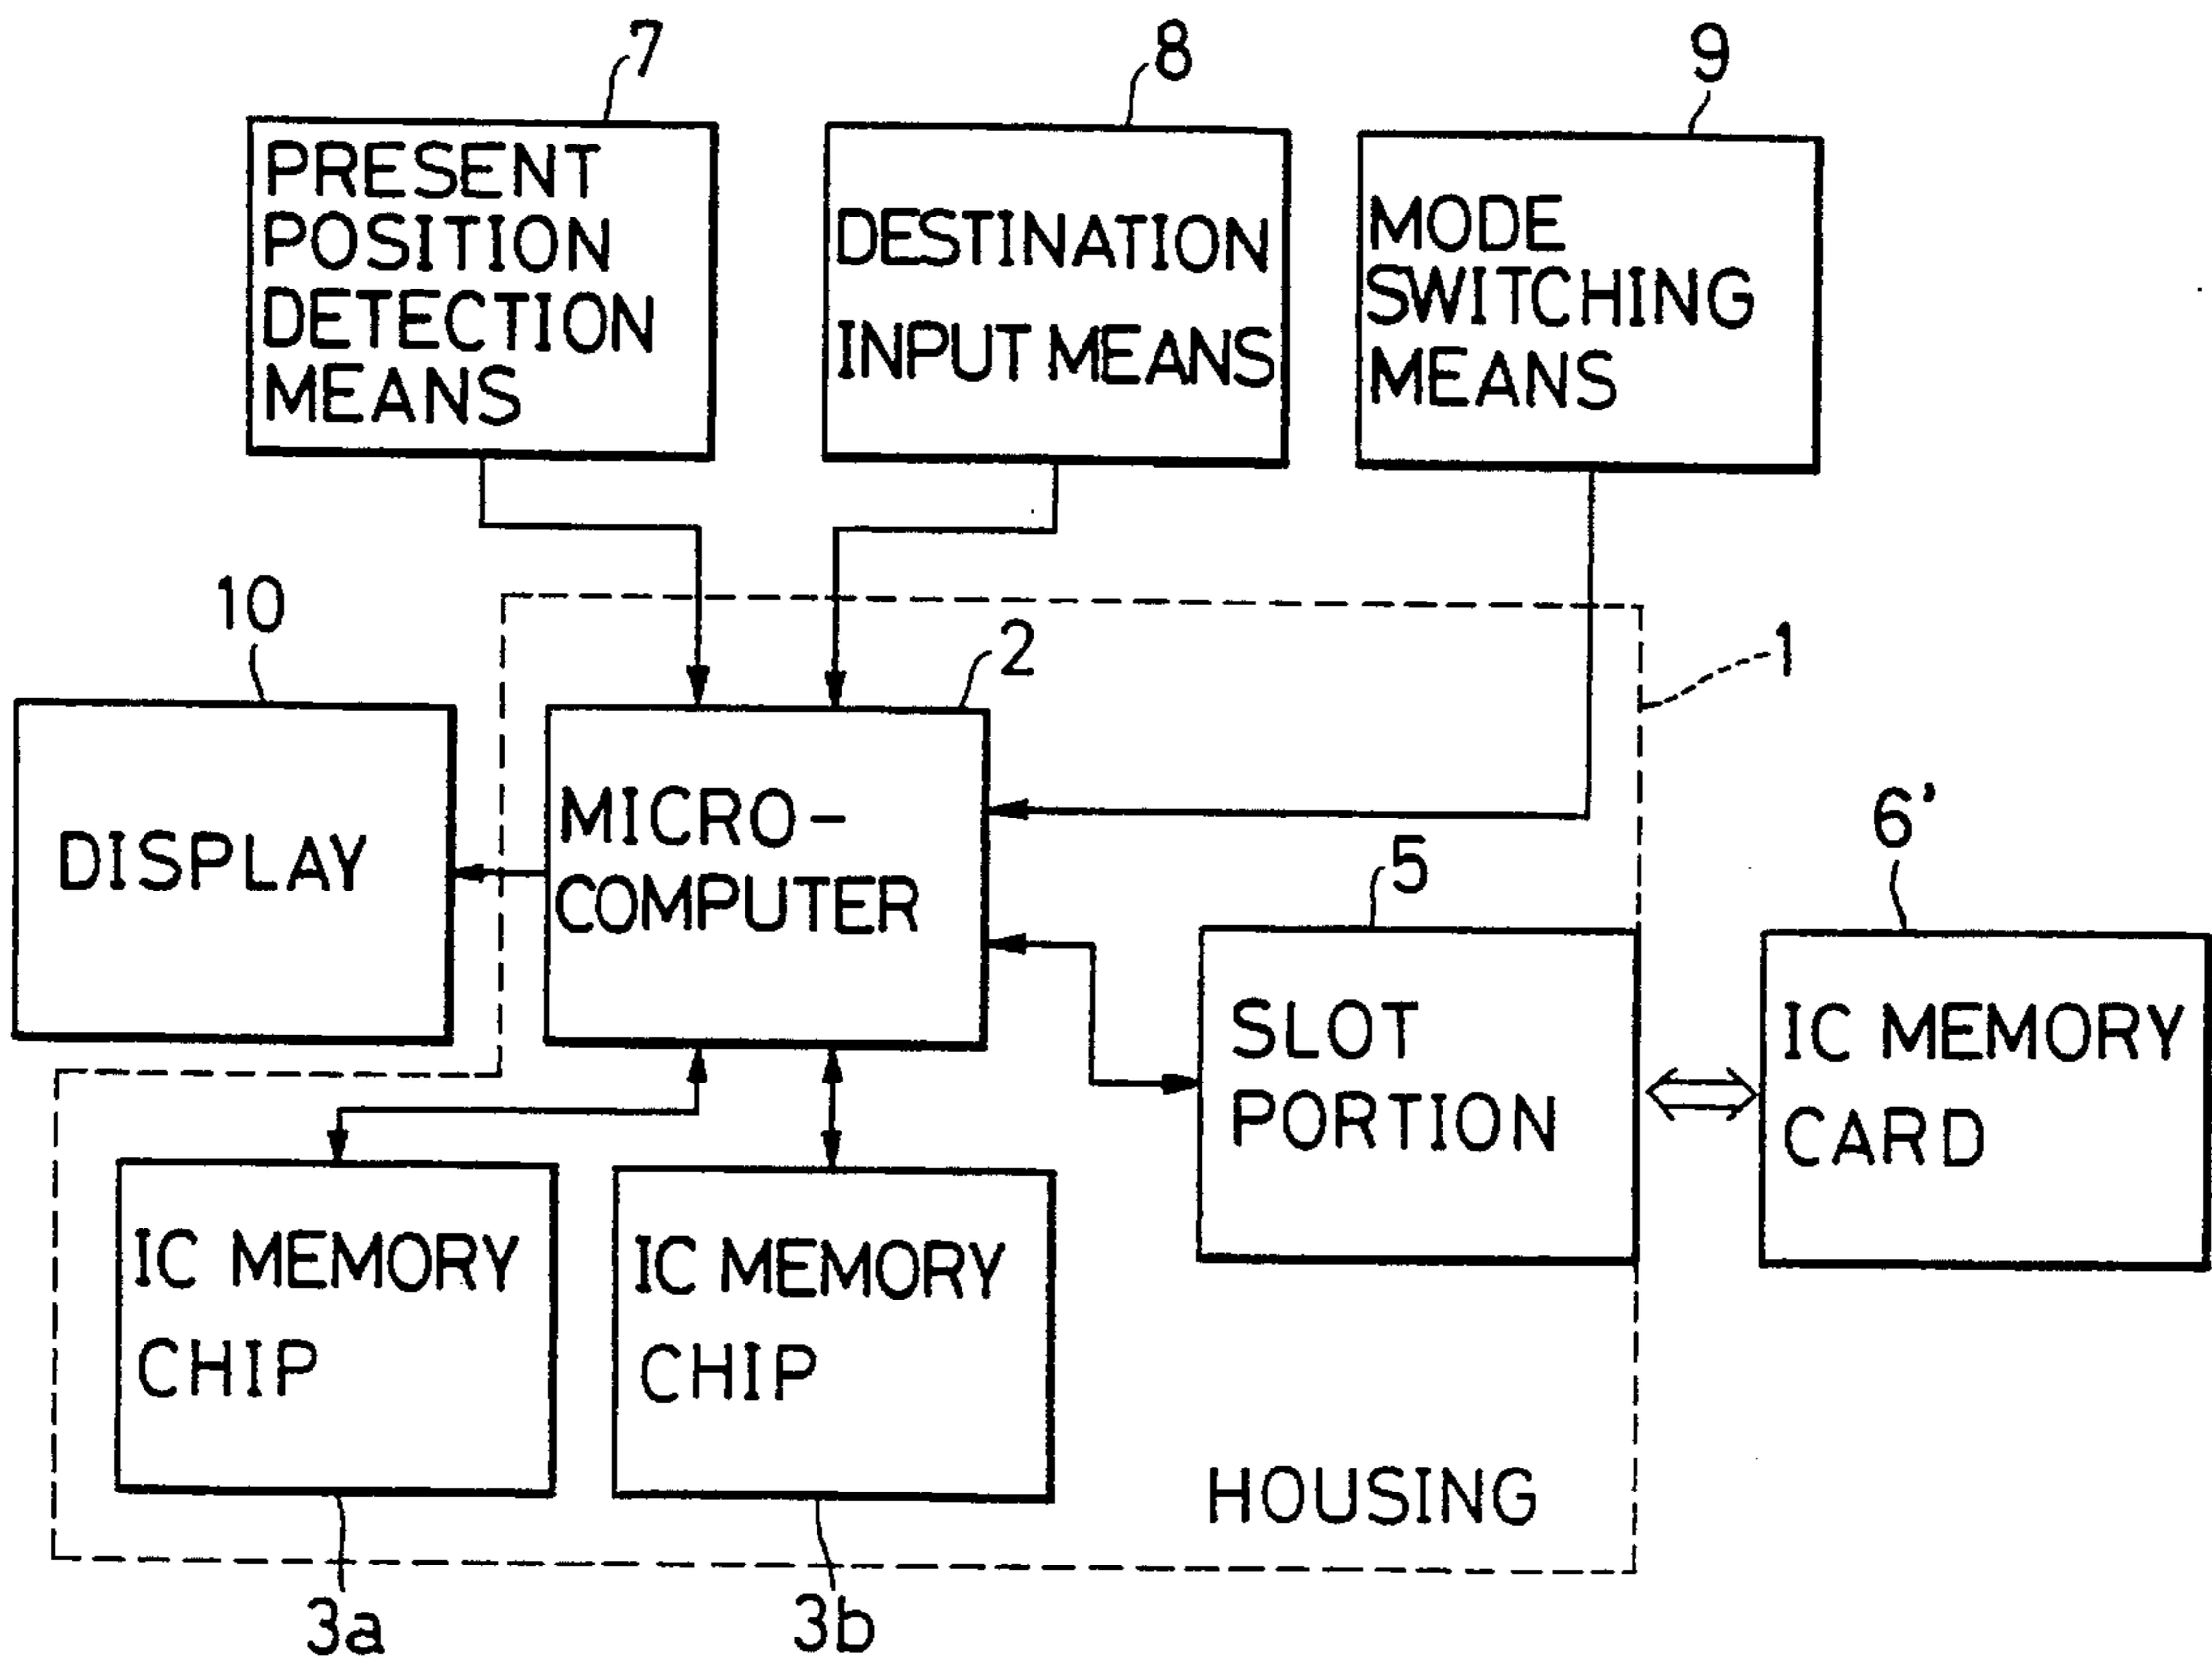 7
8
9
PRESENT
POSITION
DETECTION
MEANS
DESTINATION
INPUT MEANS
MODE
SWITCHING
MEANS
10
2
1
DISPLAY
MICRO-
COMPUTER
5
6'
SLOT
PORTION
IC MEMORY
CARD
IC MEMORY
CHIP
IC MEMORY
CHIP
HOUSING
3a
3b